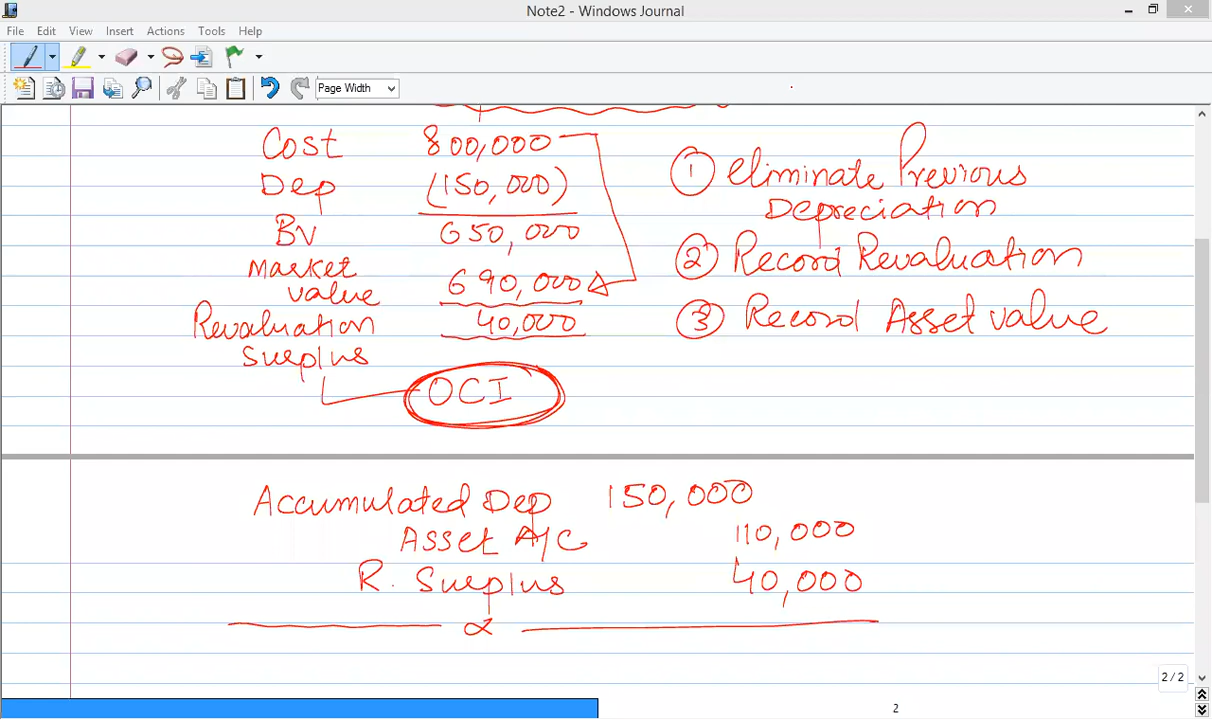 Note2 - Windows Journal
File Edit View Insert Actions Tools Help
Page Width
Cost 800,000
Dep (150,000)
BV 650,000
Market value 690,000
Revaluation Surplus 40,000
OCI
① Eliminate Previous
Depreciation
② Record Revaluation
③ Record Asset value
Accumulated Dep 150,000
Asset A/C 110,000
R. Surplus 40,000
2 / 2
2